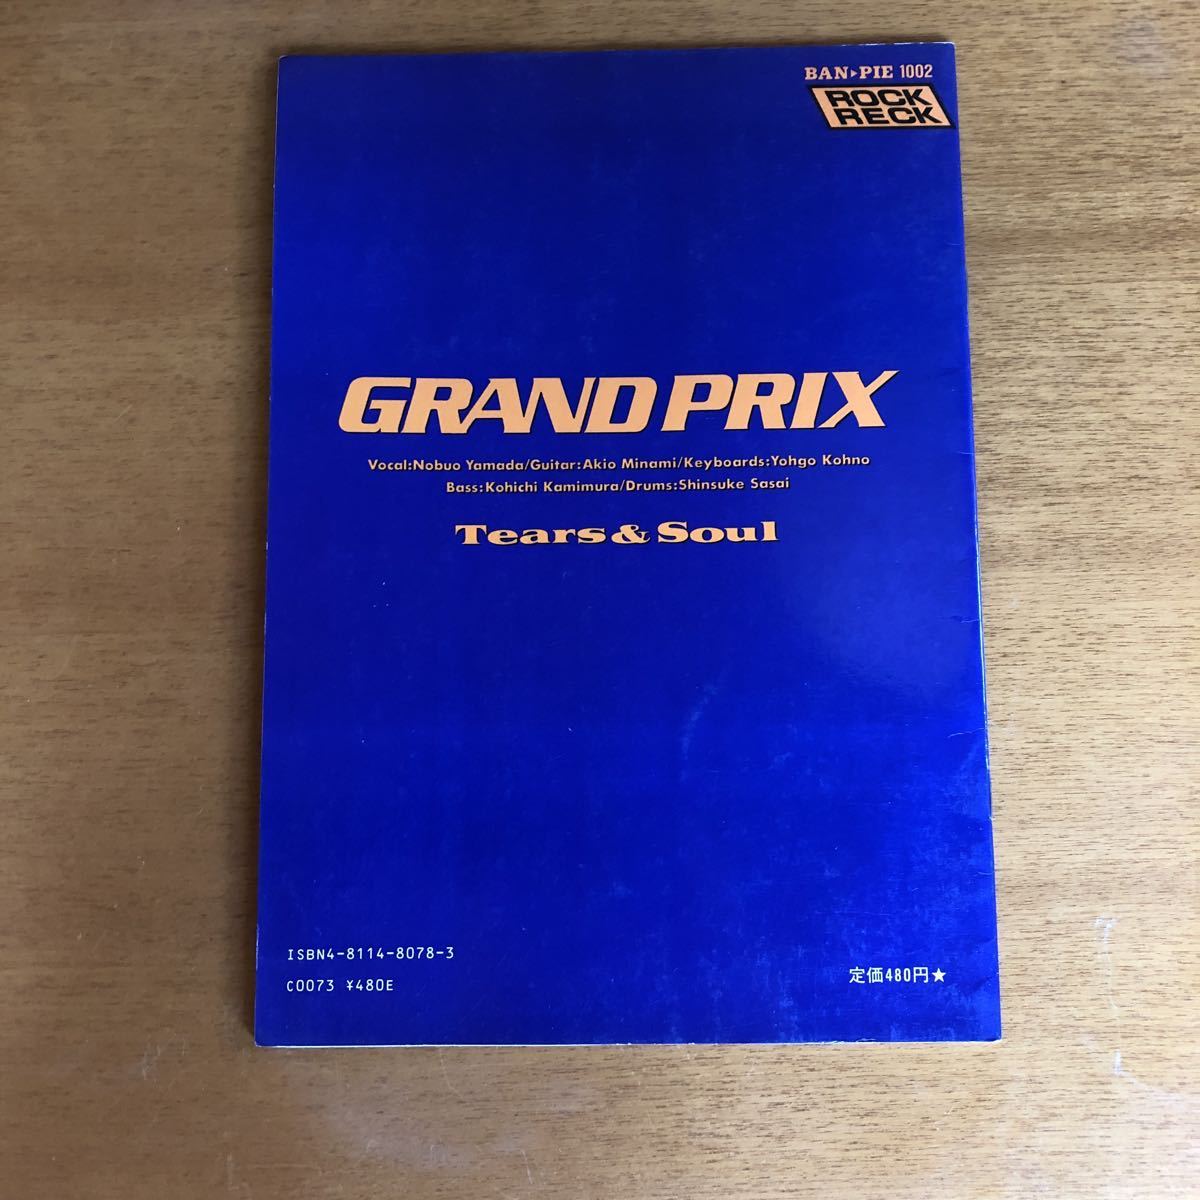 BAN▶PIE 1002
ROCK
RECK
GRAND PRIX
Vocal:Nobuo Yamada/Guitar:Akio Minami/Keyboards:Yohgo Kohno
Bass:Kohichi Kamimura/Drums:Shinsuke Sasai
Tears&Soul
ISBN4-8114-8078-3
C0073 ¥480E
定価480円★